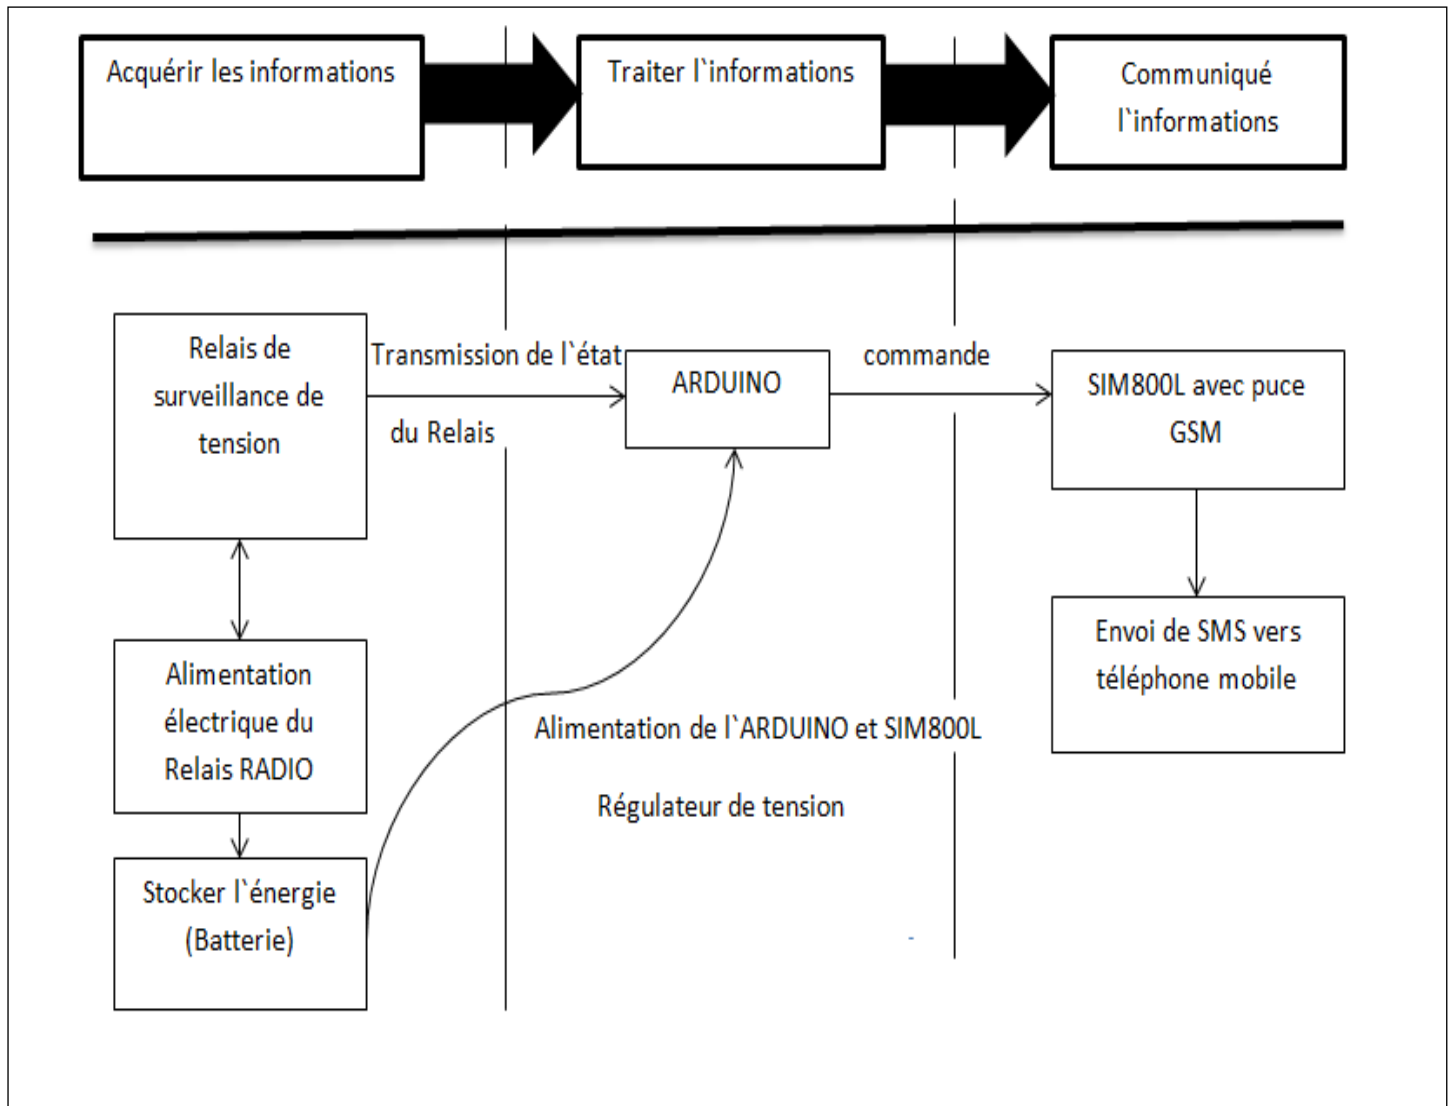 Acquérir les informations
Traiter l`informations
Communiqué
l`informations
Relais de
surveillance de
tension
Transmission de l`état
du Relais
ARDUINO
commande
SIM800L avec puce
GSM
Alimentation
électrique du
Relais RADIO
Envoi de SMS vers
téléphone mobile
Alimentation de l`ARDUINO et SIM800L
Régulateur de tension
Stocker l`énergie
(Batterie)